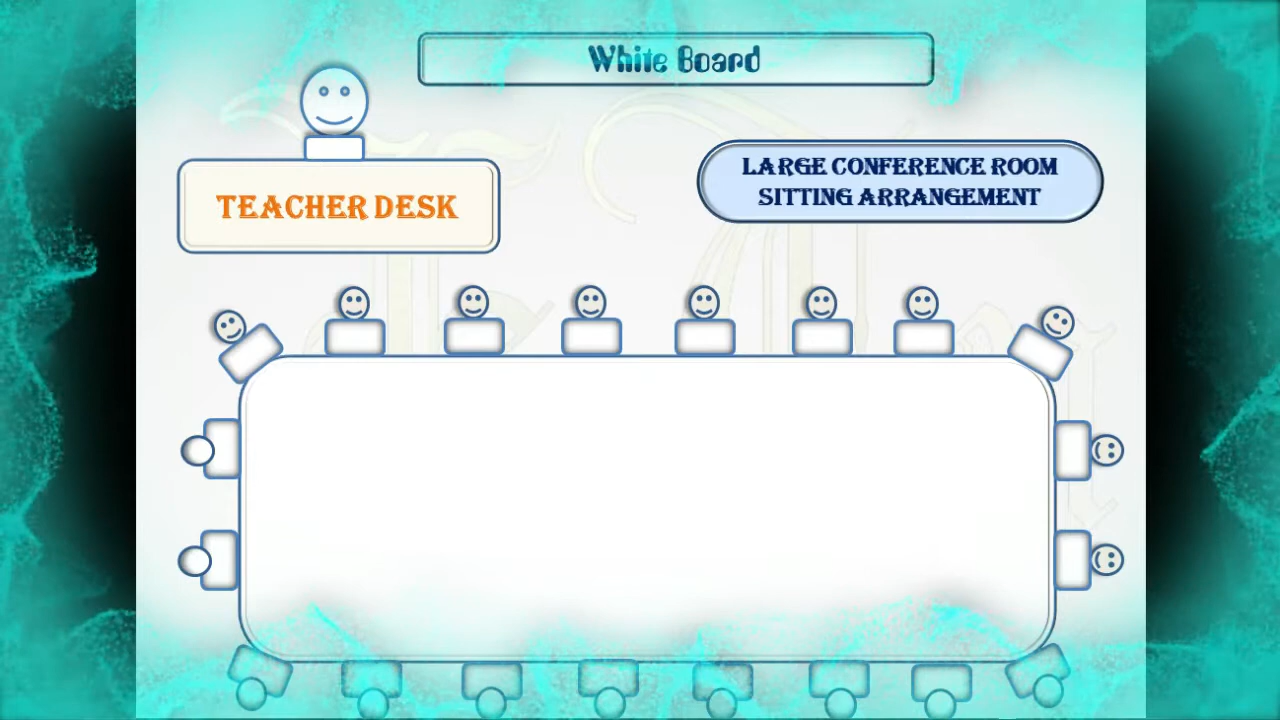 White Board
LARGE CONFERENCE ROOM
SITTING ARRANGEMENT
TEACHER DESK